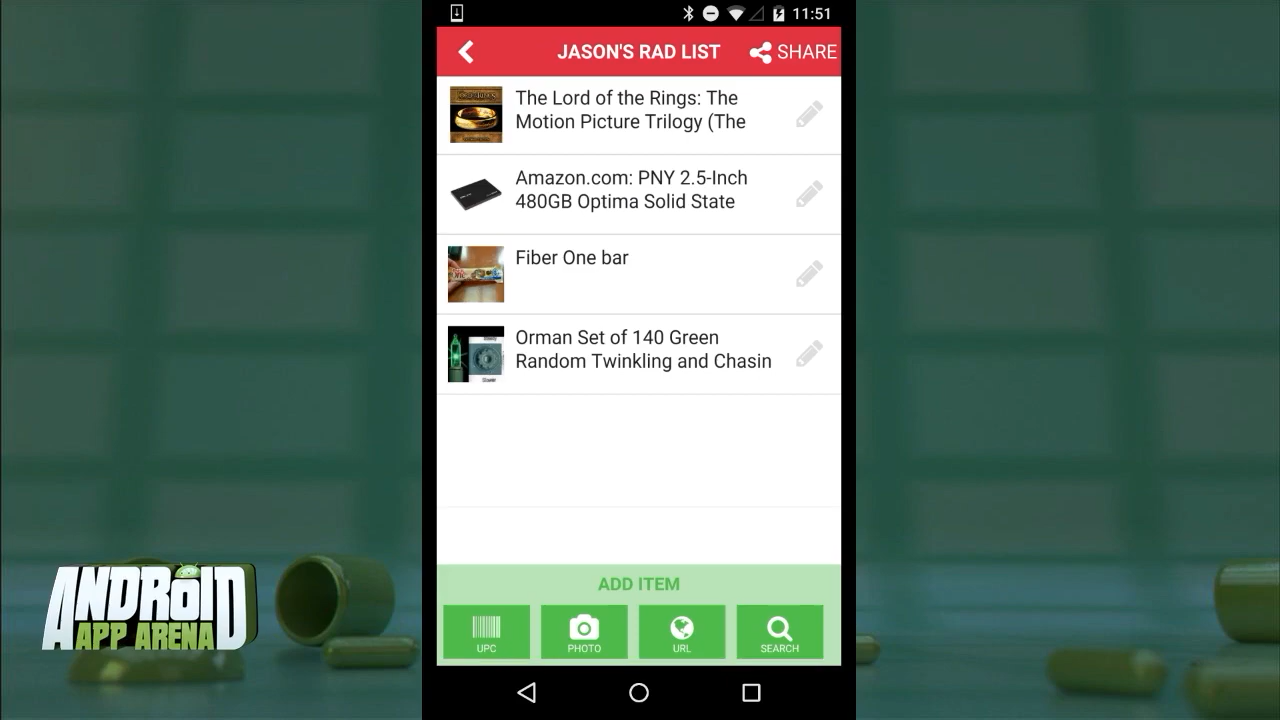 11:51
JASON'S RAD LIST
SHARE
The Lord of the Rings: The
Motion Picture Trilogy (The
Amazon.com: PNY 2.5-Inch
480GB Optima Solid State
Fiber One bar
Orman Set of 140 Green
Random Twinkling and Chasin
ADD ITEM
UPC
PHOTO
URL
SEARCH
ANDROID
APP ARENA